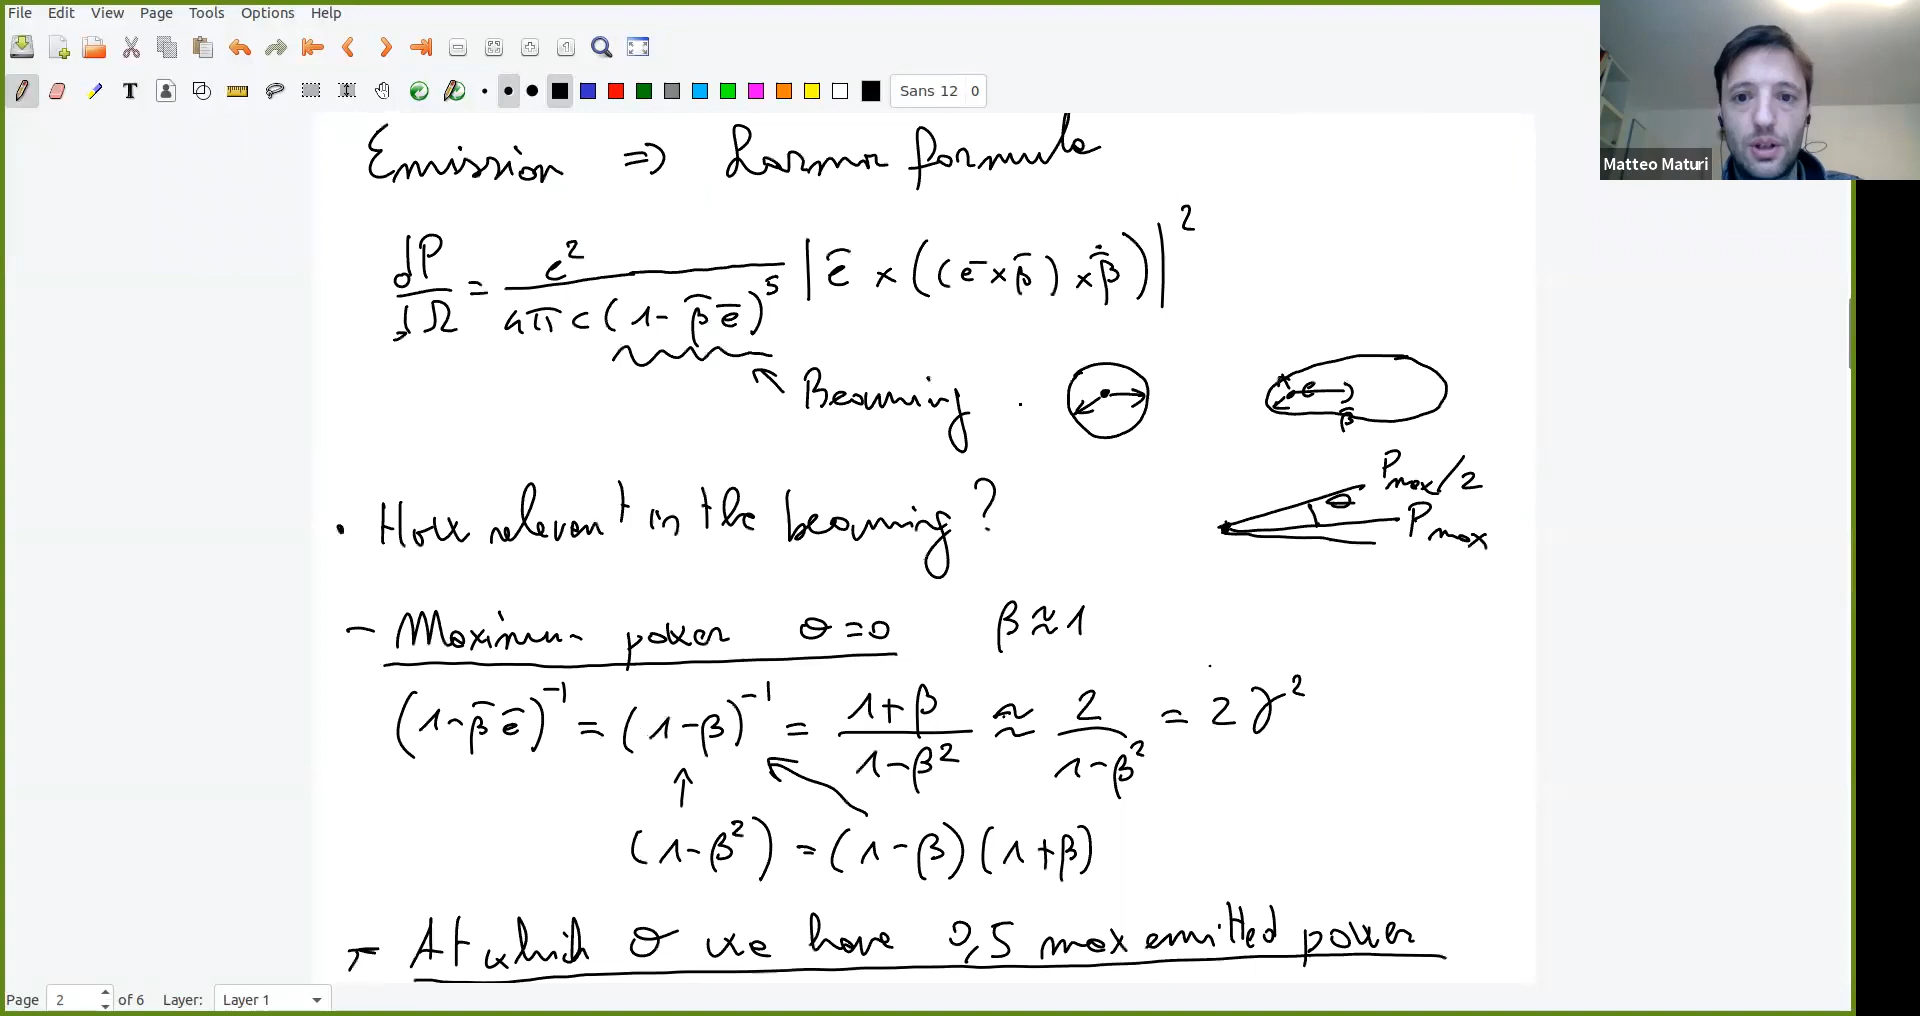 File Edit View Page Tools Options Help
Sans 12 0
Matteo Maturi
Emission => Larmor formula
dP/dΩ = e²/(4π c (1 - β̄ ē)⁵) | ē × ((ē × β̄) × β̄̇) |²
Beaming
β̄
Pmax/2
θ
Pmax
• How relevant is the beaming?
- Maximum power θ = 0 β ≈ 1
(1 - β̄ ē)⁻¹ = (1 - β)⁻¹ = (1 + β)/(1 - β²) ≈ 2/(1 - β²) = 2 γ²
(1 - β²) = (1 - β) (1 + β)
- At which θ we have 0,5 max emitted power
Page 2 of 6 Layer: Layer 1